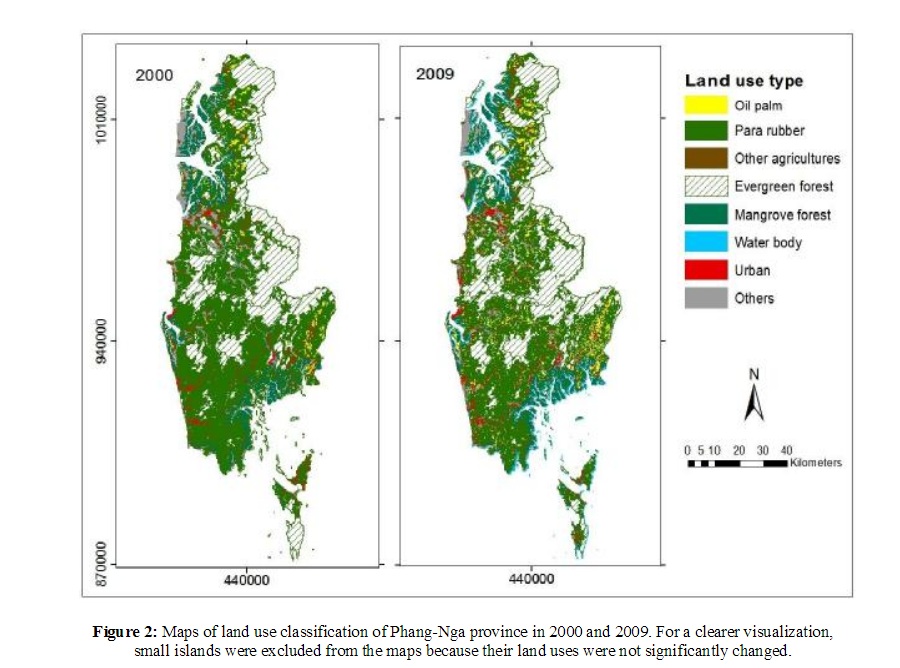 2000
2009
1010000
940000
870000
440000
440000
Land use type
Oil palm
Para rubber
Other agricultures
Evergreen forest
Mangrove forest
Water body
Urban
Others
N
0 5 10 20 30 40
Kilometers
Figure 2: Maps of land use classification of Phang-Nga province in 2000 and 2009. For a clearer visualization,
small islands were excluded from the maps because their land uses were not significantly changed.